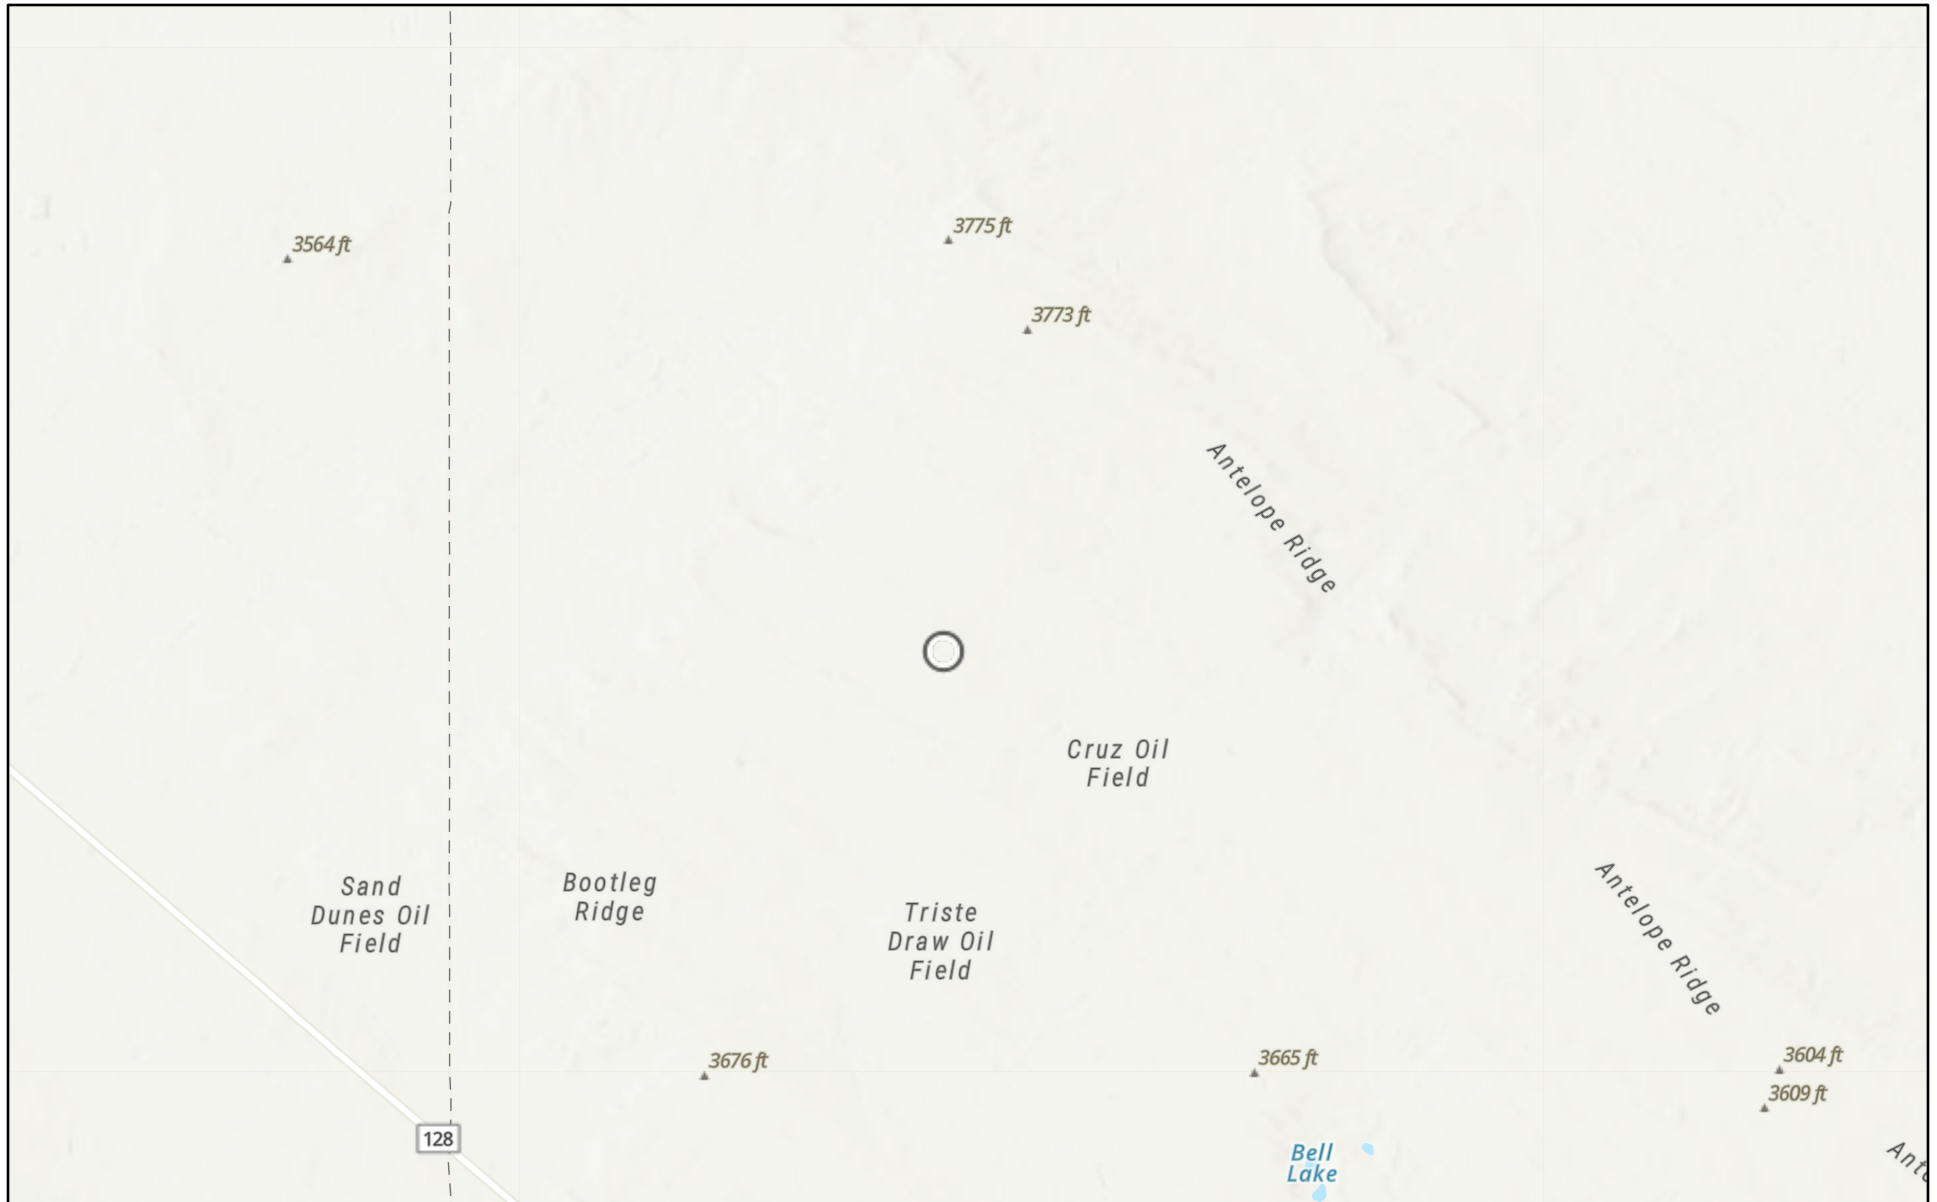 3775 ft
3564 ft
3773 ft
Antelope Ridge
Cruz Oil
Field
Sand
Dunes Oil
Field
Bootleg
Ridge
Triste
Draw Oil
Field
Antelope Ridge
3676 ft
3665 ft
3604 ft
3609 ft
128
Bell
Lake
Ante